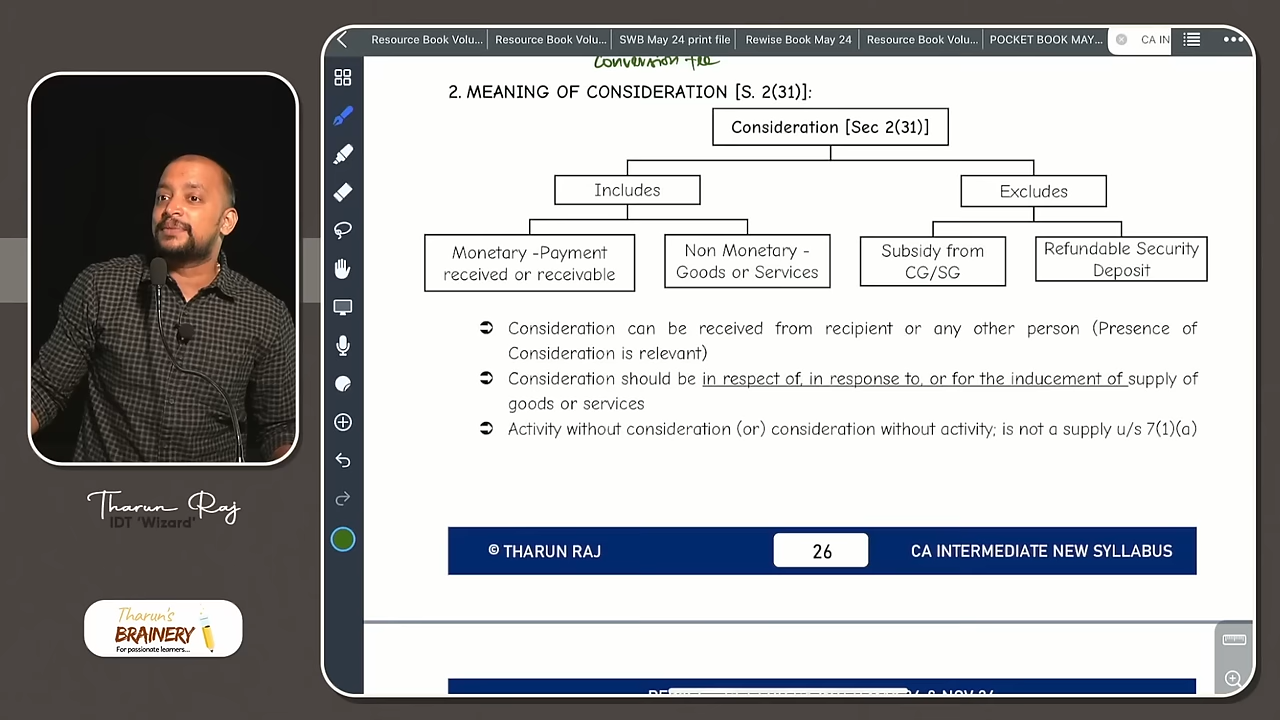 Resource Book Volu...
Resource Book Volu...
SWB May 24 print file
Rewise Book May 24
Resource Book Volu...
POCKET BOOK MAY...
CA IN
conversion fee
2. MEANING OF CONSIDERATION [S. 2(31)]:
Consideration [Sec 2(31)]
Includes
Excludes
Monetary -Payment
received or receivable
Non Monetary -
Goods or Services
Subsidy from
CG/SG
Refundable Security
Deposit
➲ Consideration can be received from recipient or any other person (Presence of
Consideration is relevant)
➲ Consideration should be in respect of, in response to, or for the inducement of supply of
goods or services
➲ Activity without consideration (or) consideration without activity; is not a supply u/s 7(1)(a)
© THARUN RAJ
26
CA INTERMEDIATE NEW SYLLABUS
Tharun Raj
IDT 'Wizard'
Tharun's
BRAINERY
For passionate learners...